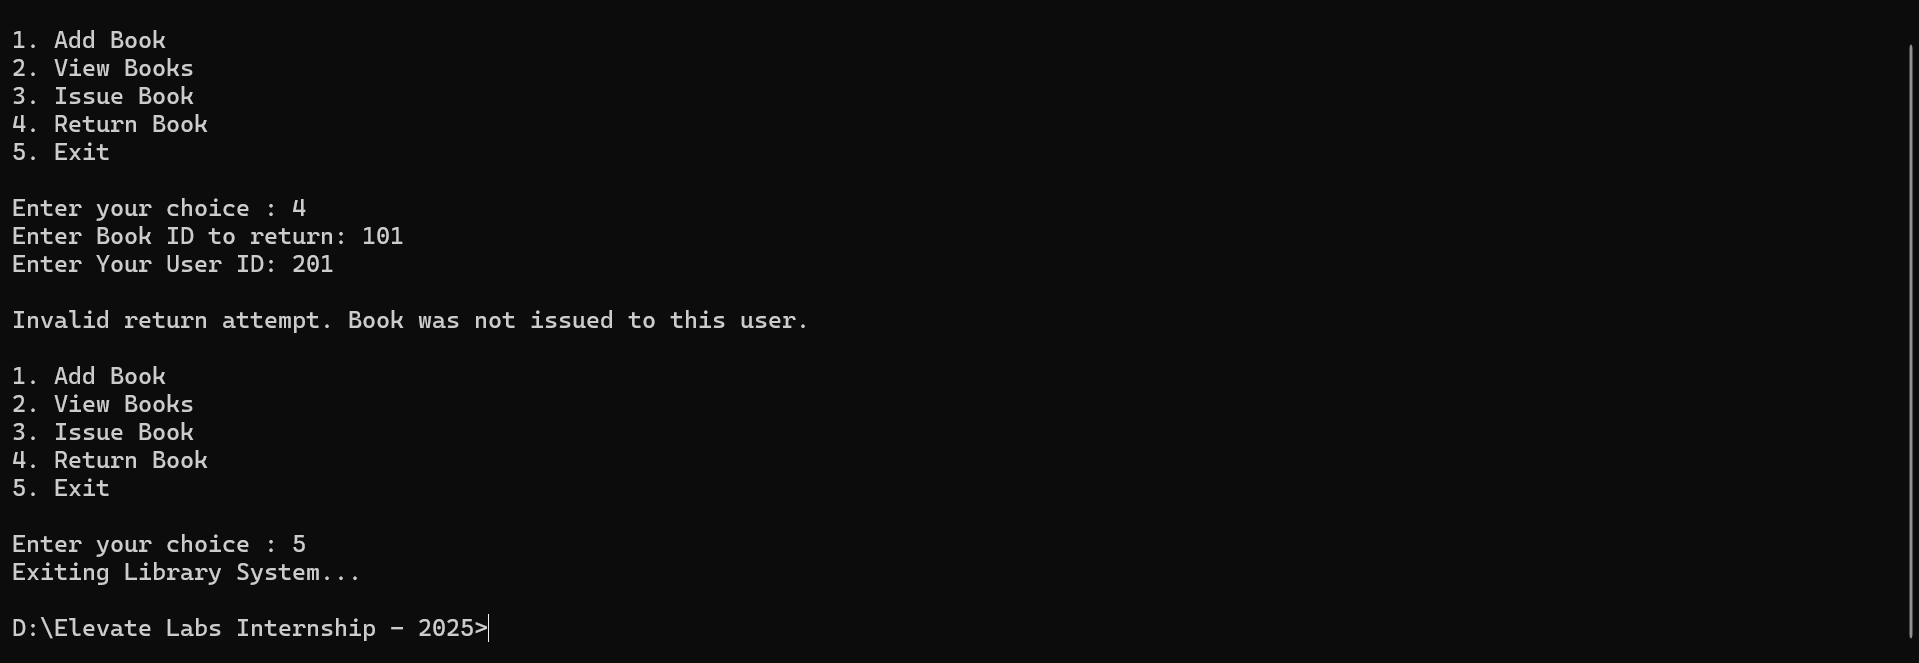 1. Add Book
2. View Books
3. Issue Book
4. Return Book
5. Exit
Enter your choice : 4
Enter Book ID to return: 101
Enter Your User ID: 201
Invalid return attempt. Book was not issued to this user.
1. Add Book
2. View Books
3. Issue Book
4. Return Book
5. Exit
Enter your choice : 5
Exiting Library System...
D:\Elevate Labs Internship - 2025>